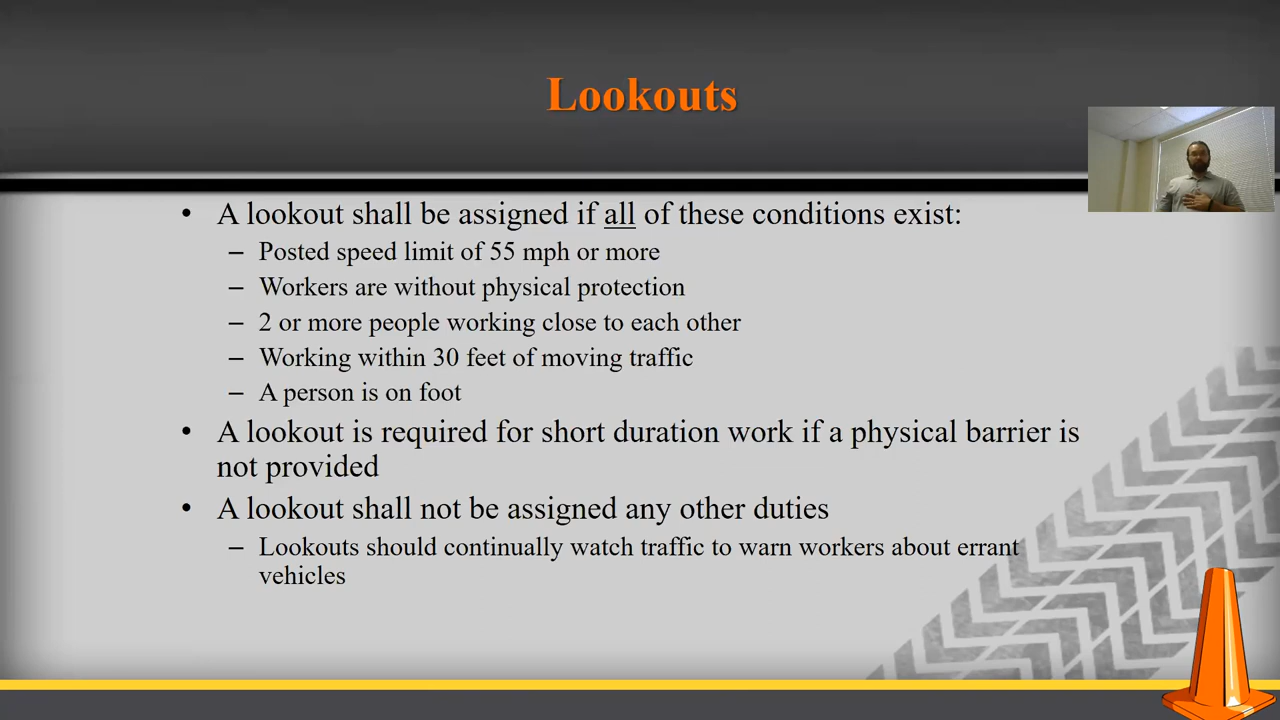 Lookouts
• A lookout shall be assigned if all of these conditions exist:
– Posted speed limit of 55 mph or more
– Workers are without physical protection
– 2 or more people working close to each other
– Working within 30 feet of moving traffic
– A person is on foot
• A lookout is required for short duration work if a physical barrier is
not provided
• A lookout shall not be assigned any other duties
– Lookouts should continually watch traffic to warn workers about errant
vehicles